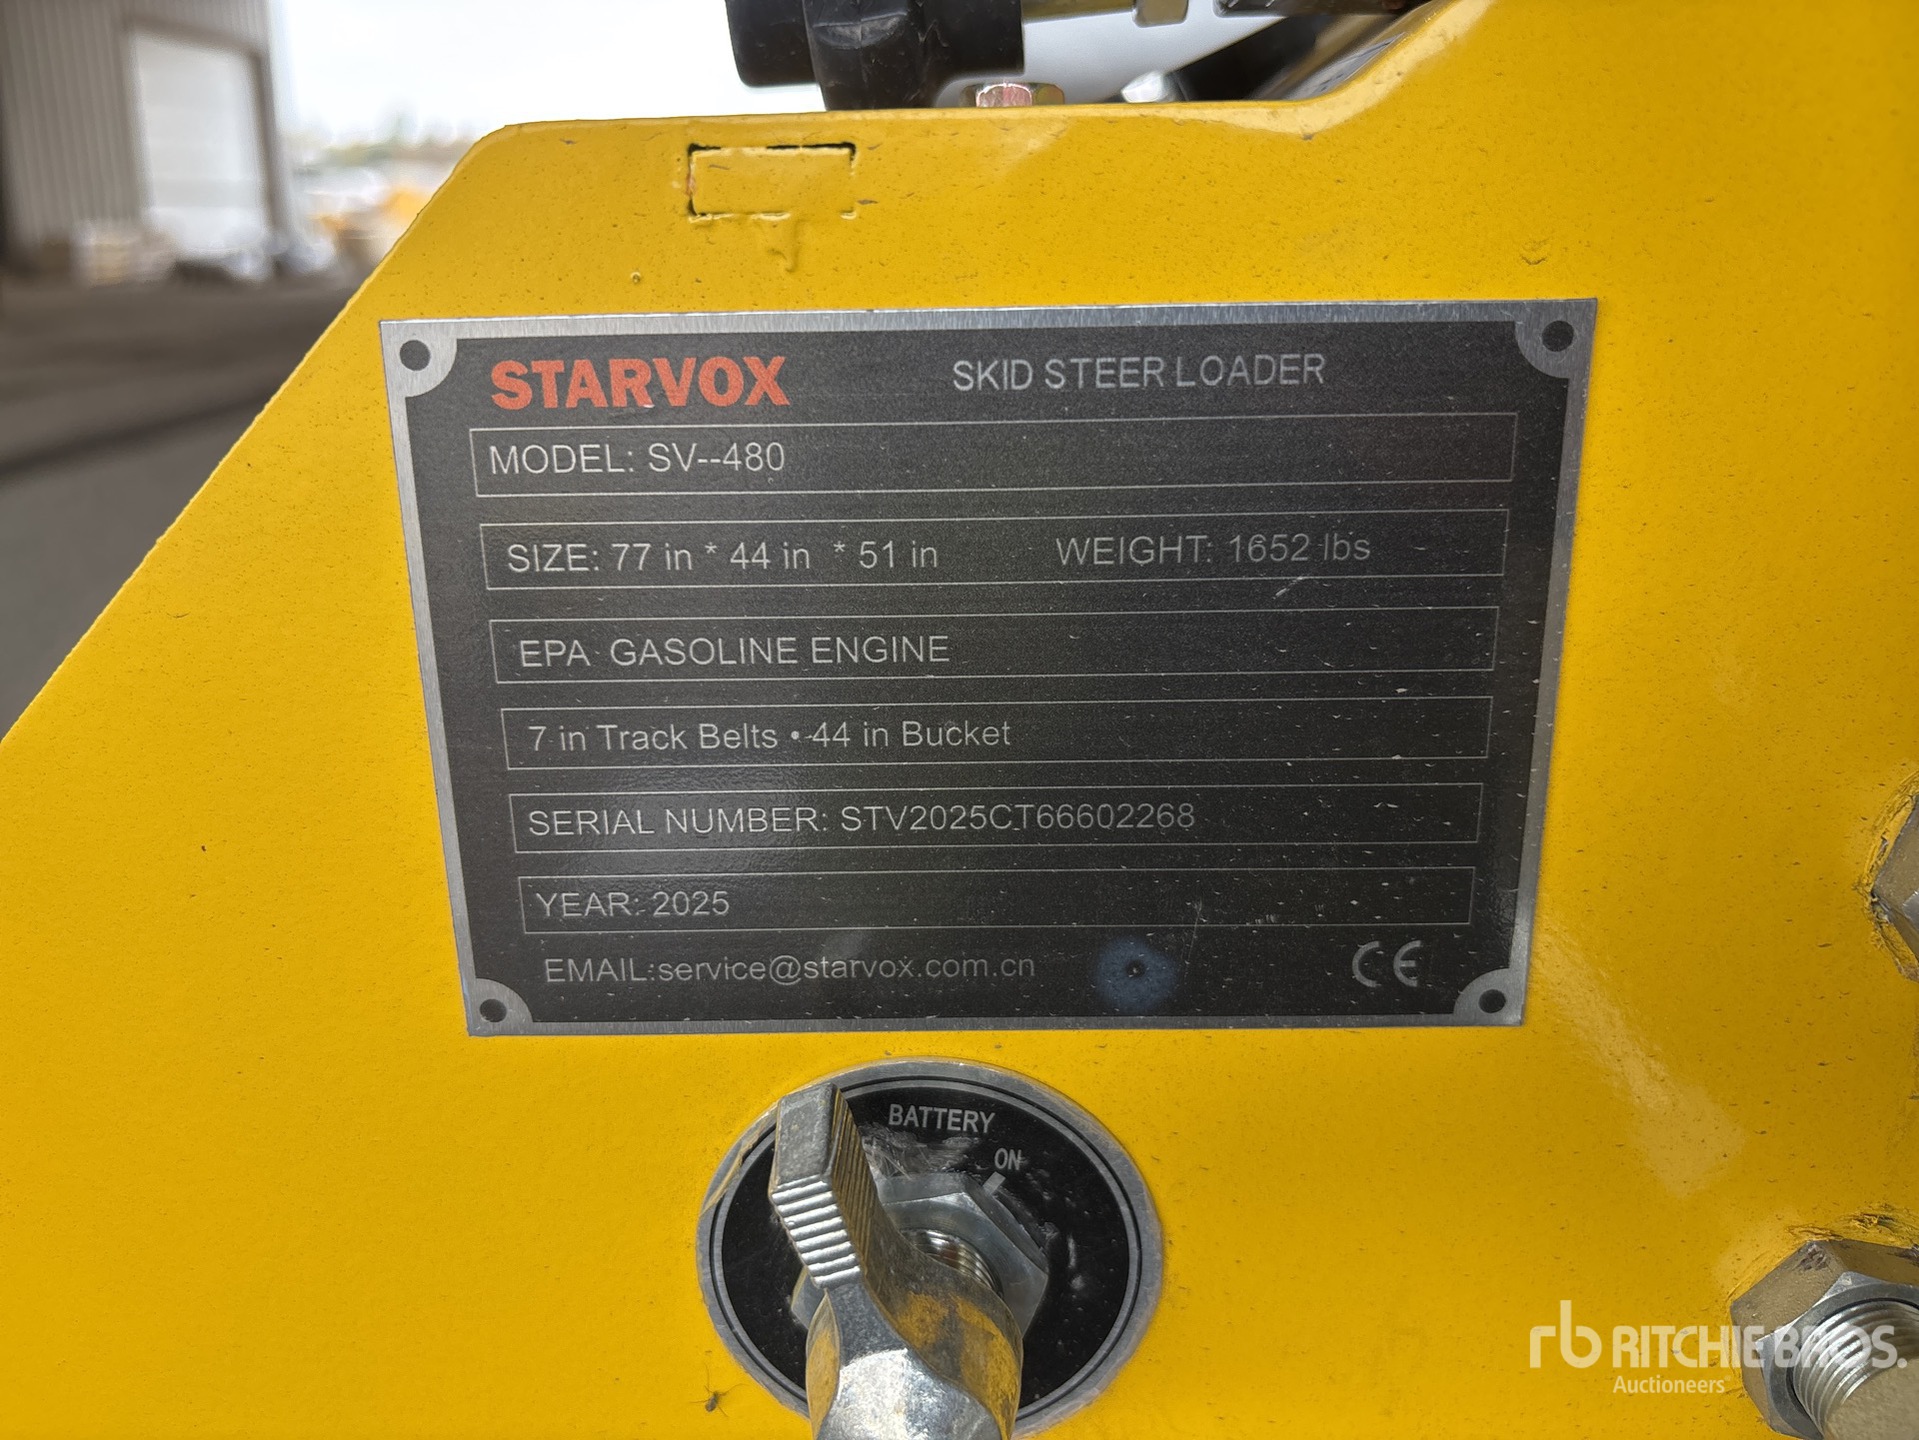 STARVOX SKID STEER LOADER
MODEL: SV--480
SIZE: 77 in * 44 in * 51 in WEIGHT: 1652 lbs
EPA GASOLINE ENGINE
7 in Track Belts • 44 in Bucket
SERIAL NUMBER: STV2025CT66602268
YEAR: 2025
EMAIL:service@starvox.com.cn CE
BATTERY
ON
rb RITCHIE BROS.
Auctioneers